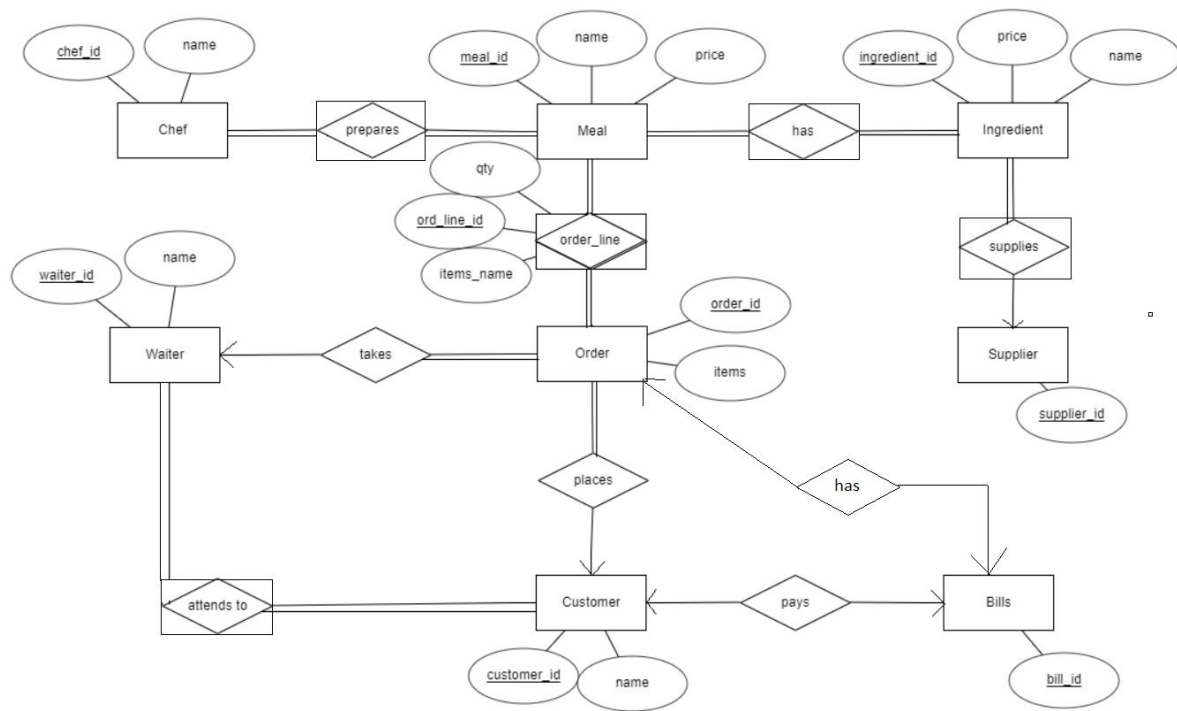 chef_id
name
meal_id
name
price
ingredient_id
price
name
Chef
prepares
Meal
has
Ingredient
qty
ord_line_id
order_line
items_name
supplies
waiter_id
name
order_id
Waiter
takes
Order
items
Supplier
supplier_id
places
has
attends to
Customer
pays
Bills
customer_id
name
bill_id